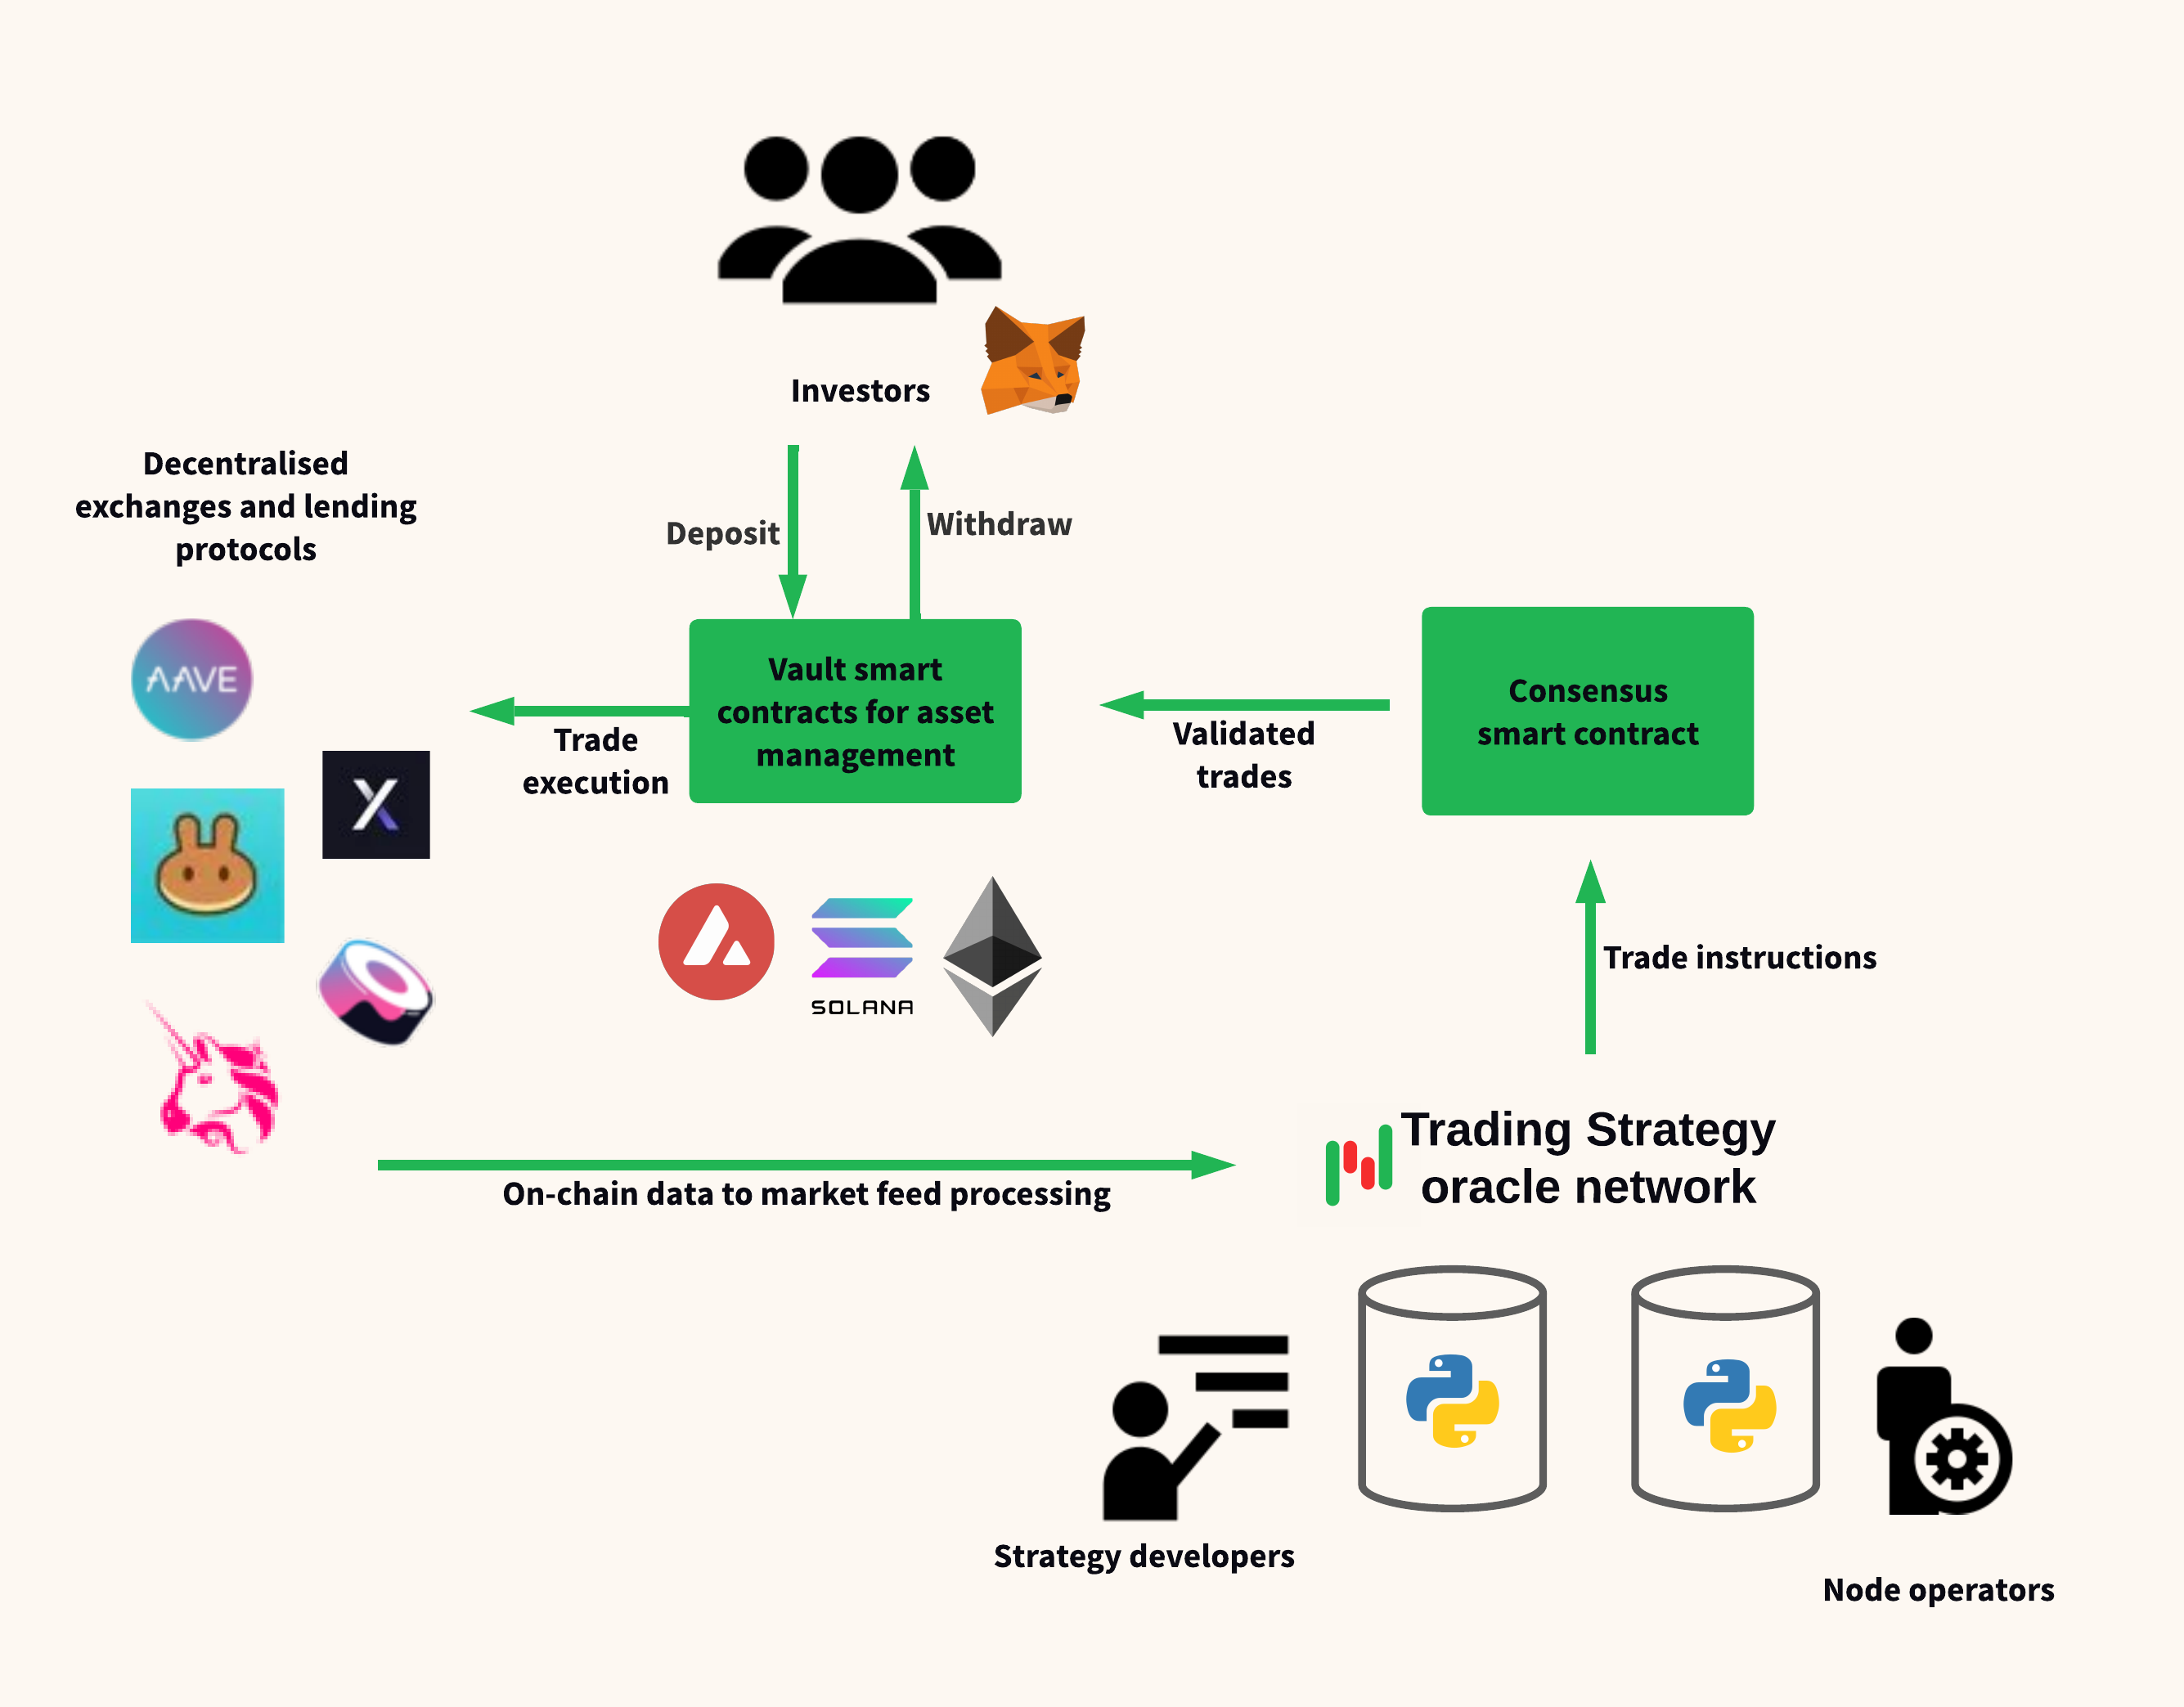 Investors
Decentralised
exchanges and lending
protocols
Deposit
Withdraw
AAVE
Vault smart
contracts for asset
management
Trade
execution
Validated
trades
Consensus
smart contract
SOLANA
Trade instructions
Trading Strategy
oracle network
On-chain data to market feed processing
Strategy developers
Node operators